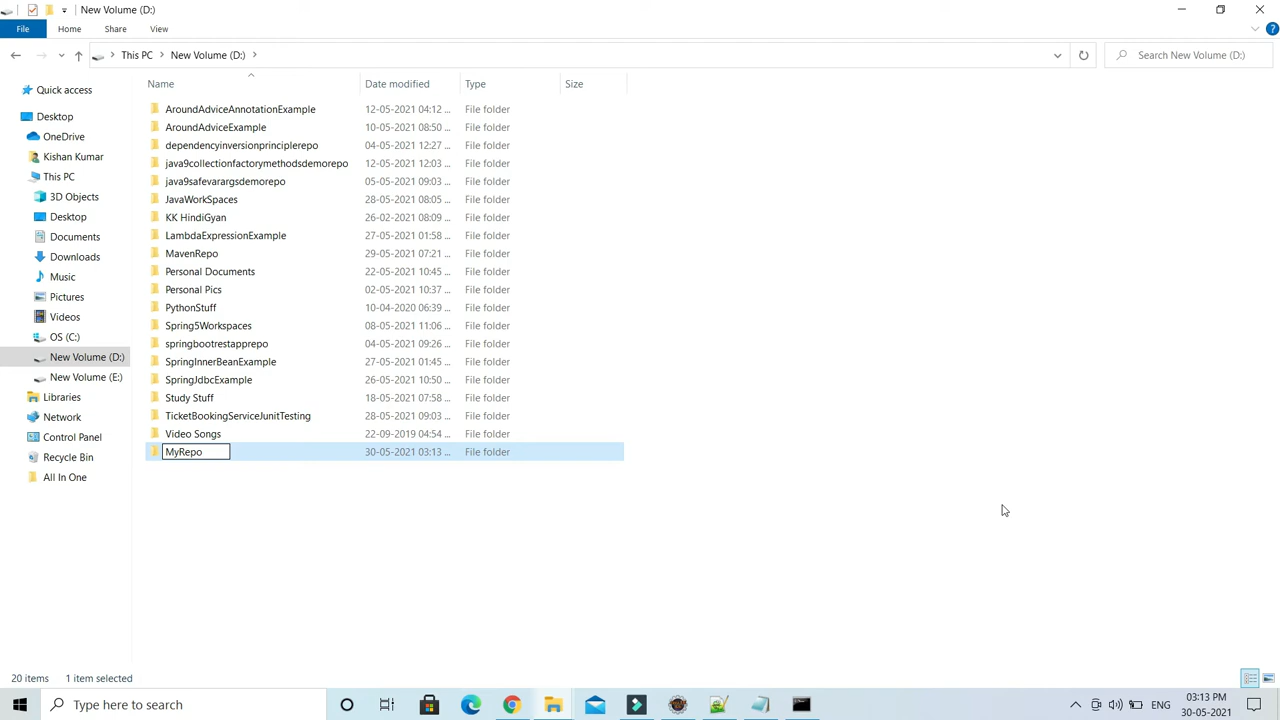 New Volume (D:)
File Home Share View
This PC New Volume (D:) Search New Volume (D:)
Name Date modified Type Size
Quick access
Desktop
OneDrive
Kishan Kumar
This PC
3D Objects
Desktop
Documents
Downloads
Music
Pictures
Videos
OS (C:)
New Volume (D:)
New Volume (E:)
Libraries
Network
Control Panel
Recycle Bin
All In One
AroundAdviceAnnotationExample 12-05-2021 04:12 ... File folder
AroundAdviceExample 10-05-2021 08:50 ... File folder
dependencyinversionprinciplerepo 04-05-2021 12:27 ... File folder
java9collectionfactorymethodsdemorepo 12-05-2021 12:03 ... File folder
java9safevarargsdemorepo 05-05-2021 09:03 ... File folder
JavaWorkSpaces 28-05-2021 08:05 ... File folder
KK HindiGyan 26-02-2021 08:09 ... File folder
LambdaExpressionExample 27-05-2021 01:58 ... File folder
MavenRepo 29-05-2021 07:21 ... File folder
Personal Documents 22-05-2021 10:45 ... File folder
Personal Pics 02-05-2021 10:37 ... File folder
PythonStuff 10-04-2020 06:39 ... File folder
Spring5Workspaces 08-05-2021 11:06 ... File folder
springbootrestapprepo 04-05-2021 09:26 ... File folder
SpringInnerBeanExample 27-05-2021 01:45 ... File folder
SpringJdbcExample 26-05-2021 10:50 ... File folder
Study Stuff 18-05-2021 07:58 ... File folder
TicketBookingServiceJunitTesting 28-05-2021 09:03 ... File folder
Video Songs 22-09-2019 04:54 ... File folder
MyRepo 30-05-2021 03:13 ... File folder
20 items 1 item selected
Type here to search
ENG
03:13 PM
30-05-2021